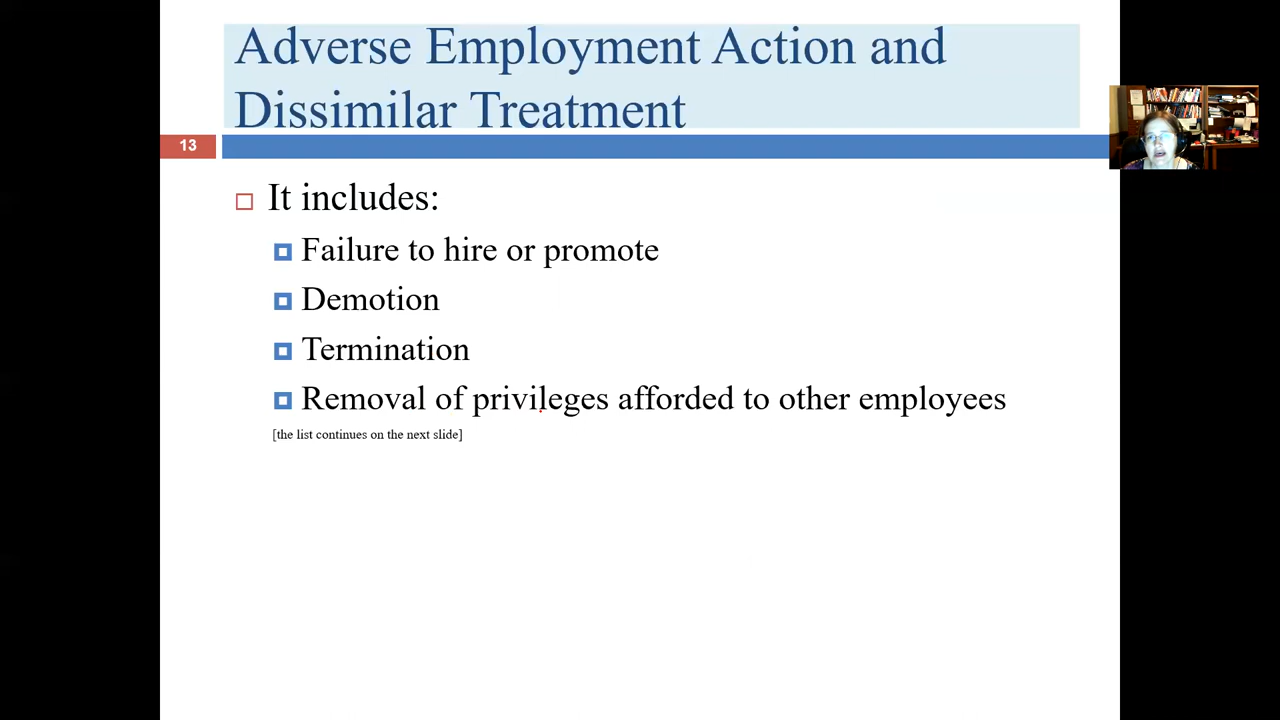 Adverse Employment Action and
Dissimilar Treatment
13
It includes:
Failure to hire or promote
Demotion
Termination
Removal of privileges afforded to other employees
[the list continues on the next slide]